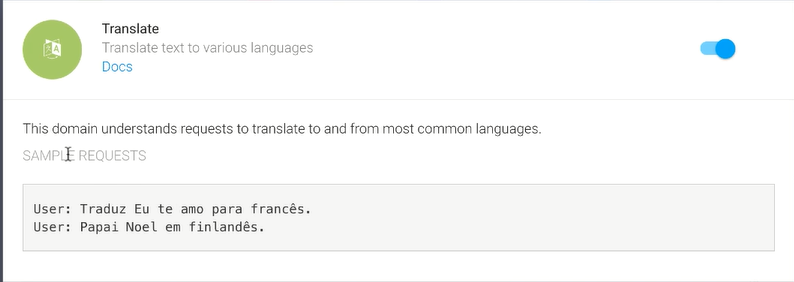 Translate
Translate text to various languages
Docs
This domain understands requests to translate to and from most common languages.
SAMPLE REQUESTS
User: Traduz Eu te amo para francês.
User: Papai Noel em finlandês.